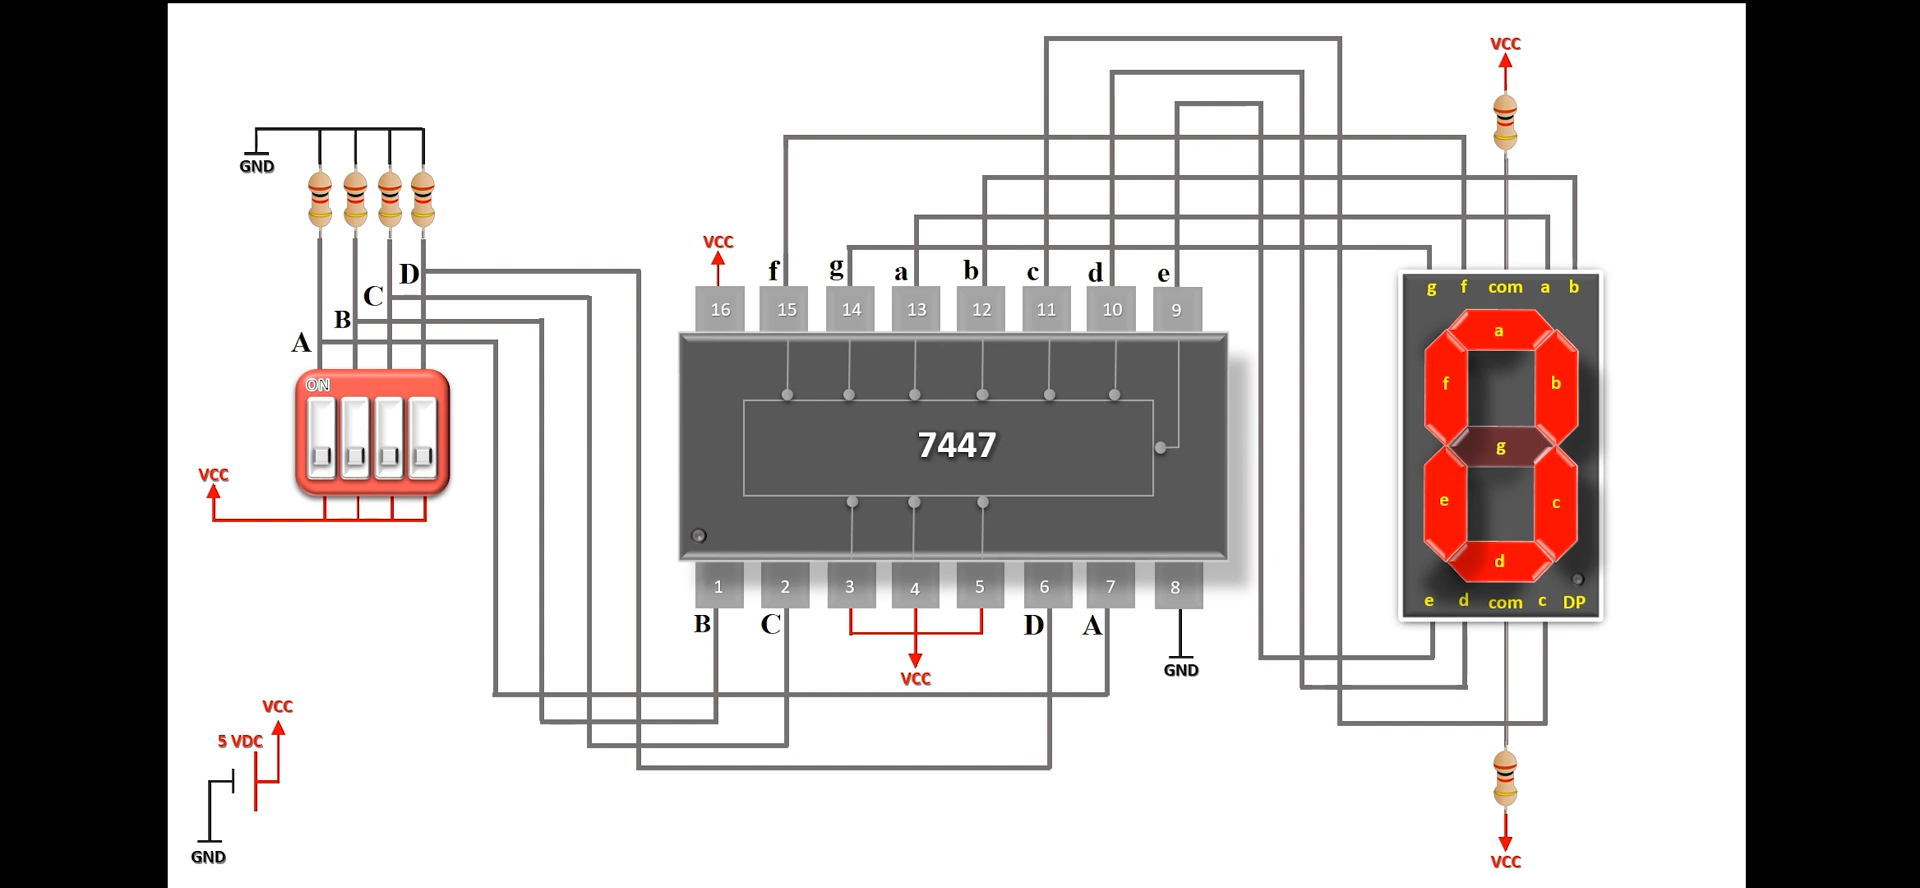 VCC
GND
VCC
f g a b c d e
16 15 14 13 12 11 10 9
D
C
B
A
ON
g f com a b
a
f b
g
e c
d
e d com c DP
7447
VCC
1 2 3 4 5 6 7 8
B C D A
VCC
GND
VCC
5 VDC
GND
VCC